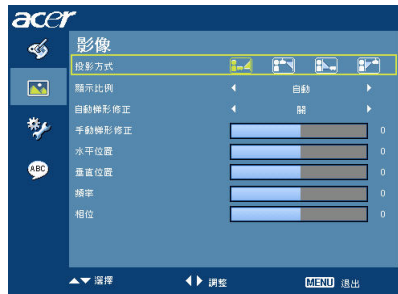 acer
影像
投影方式
顯示比例 自動
自動梯形修正 開
手動梯形修正 0
水平位置 0
垂直位置 0
頻率 0
相位 0
ABC
選擇 調整 MENU 退出